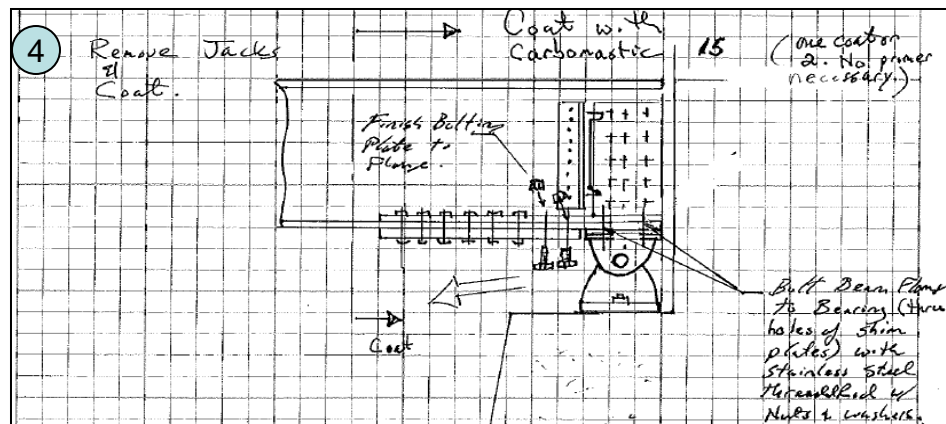 4
Remove Jacks
&
Coat.
Coat with
Carbomastic 15
(one coat or
2. No primer
necessary.)
Finish Bolting
Plate to
Flange.
Coat
Bolt Beam Flang
to Bearing (thru
holes of shim
plates) with
stainless steel
threaded rod w/
Nuts & washers.